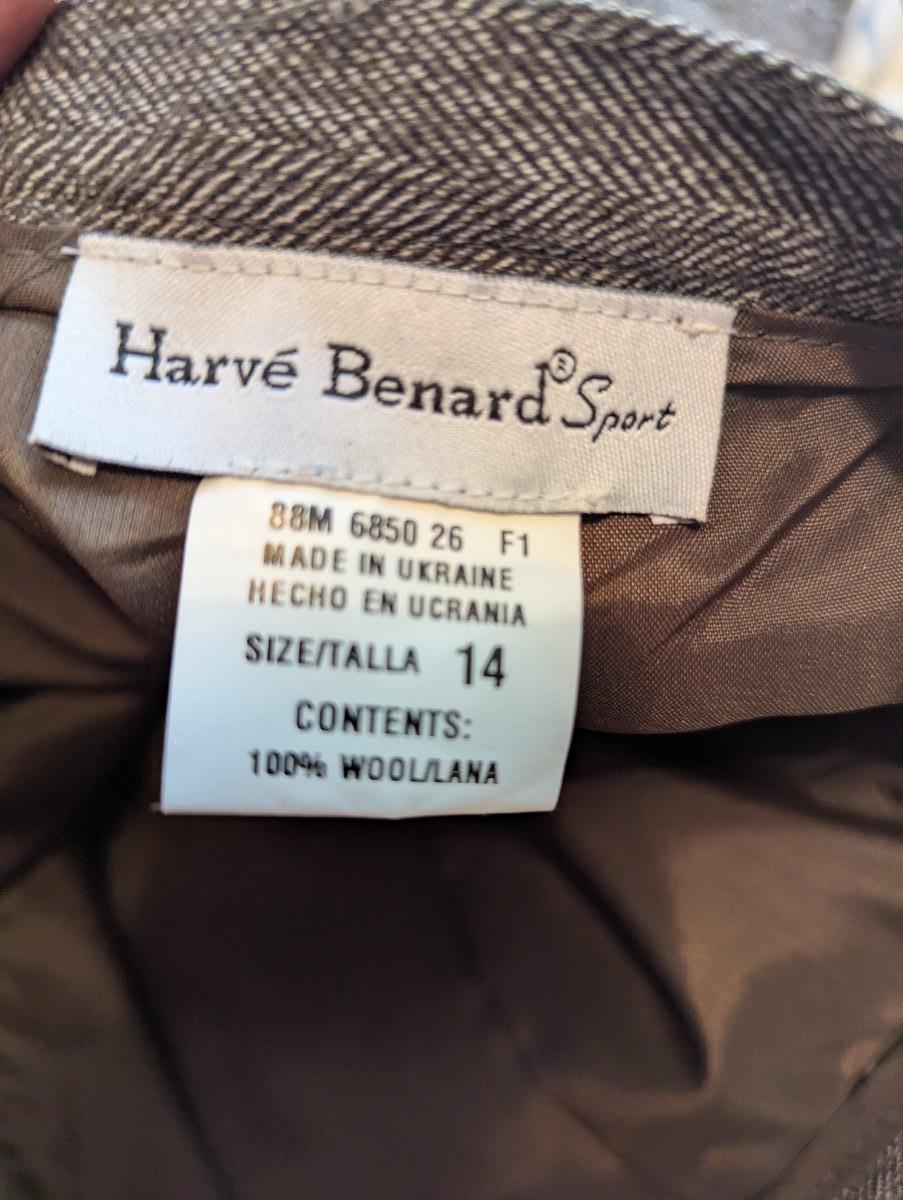 Harvé Benard® Sport
88M 6850 26 F1
MADE IN UKRAINE
HECHO EN UCRANIA
SIZE/TALLA 14
CONTENTS:
100% WOOL/LANA